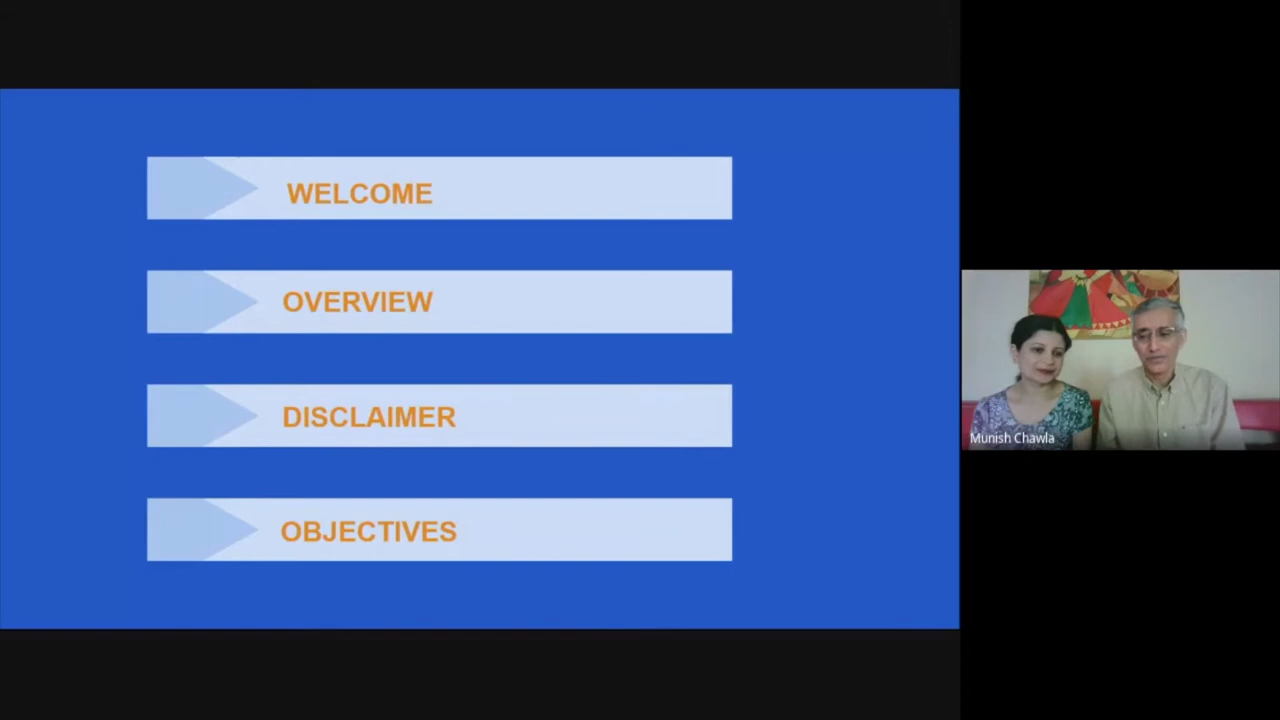 WELCOME
OVERVIEW
DISCLAIMER
OBJECTIVES
Munish Chawla